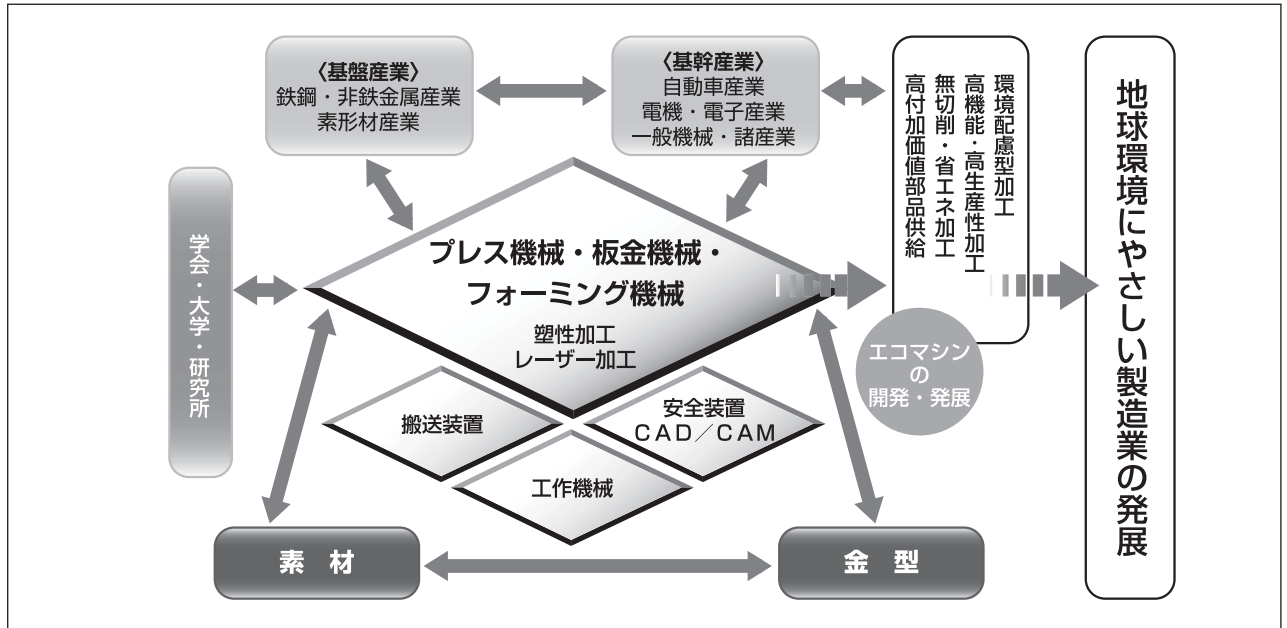 〈基盤産業〉
鉄鋼・非鉄金属産業
素形材産業
〈基幹産業〉
自動車産業
電機・電子産業
一般機械・諸産業
環境配慮型加工
高機能・高生産性加工
無切削・省エネ加工
高付加価値部品供給
地球環境にやさしい製造業の発展
学会・大学・研究所
プレス機械・板金機械・
フォーミング機械
塑性加工
レーザー加工
エコマシン
の
開発・発展
搬送装置
安全装置
CAD／CAM
工作機械
素 材
金 型